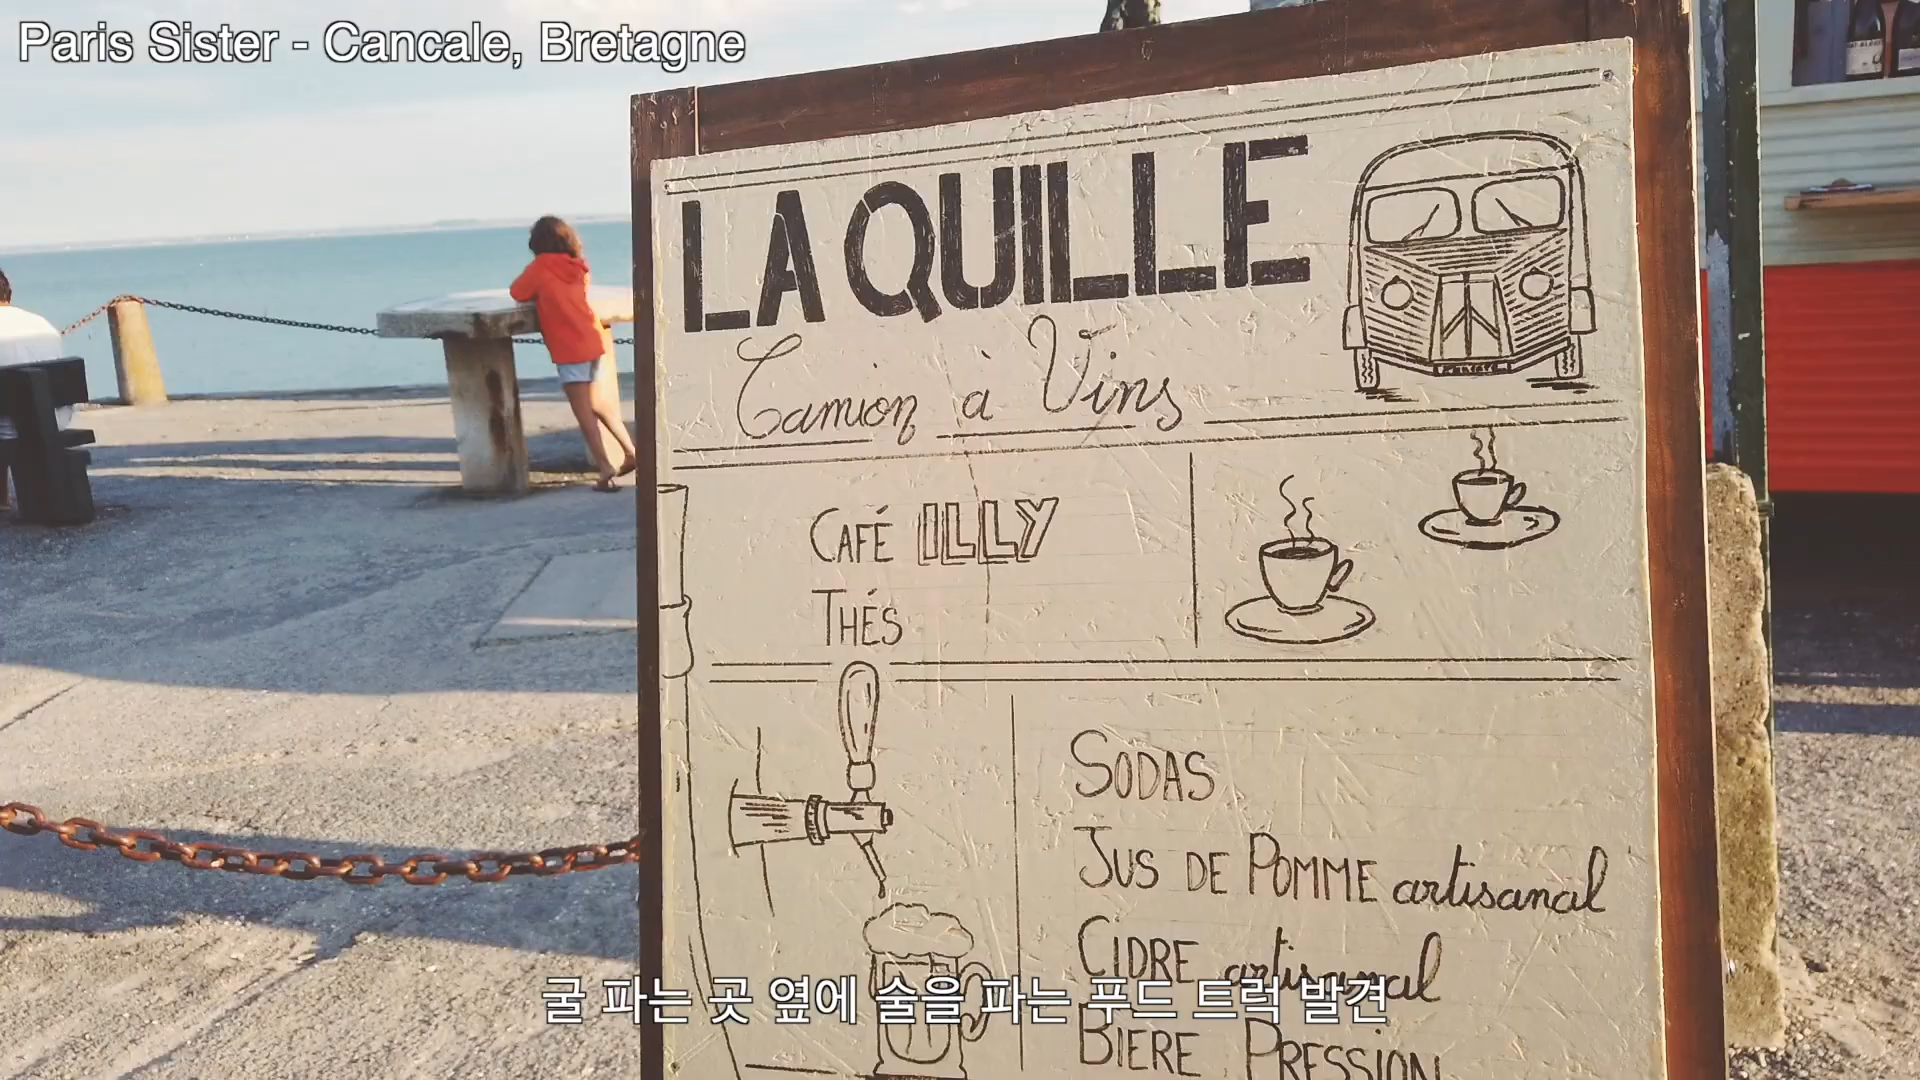 Paris Sister - Cancale, Bretagne
LA QUILLE
Camion à Vins
CAFÉ ILLY
THÉS
SODAS
JUS DE POMME artisanal
CIDRE artisanal
BIERE PRESSION
굴 파는 곳 옆에 술을 파는 푸드 트럭 발견